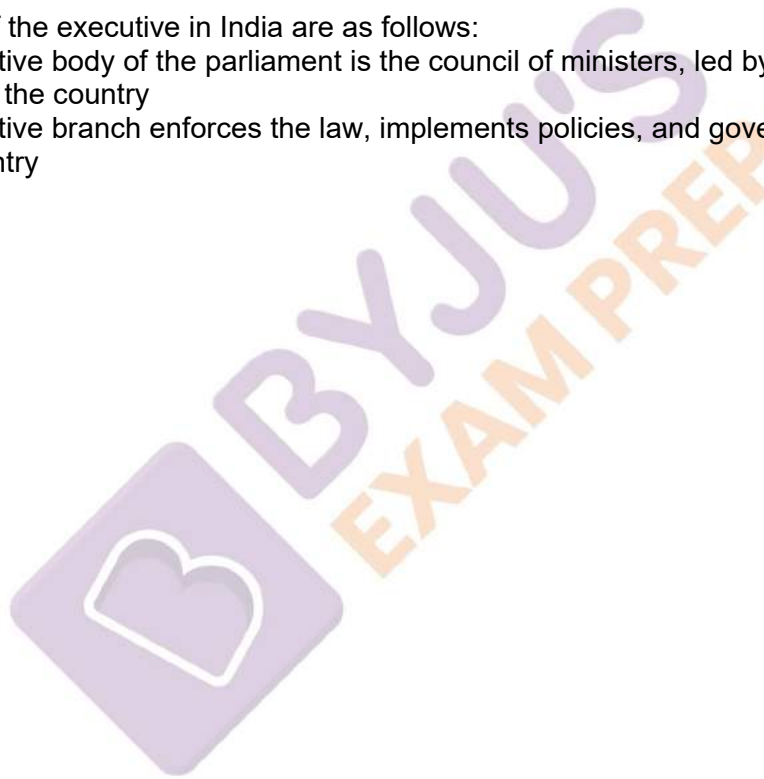 the executive in India are as follows:
tive body of the parliament is the council of ministers, led by
the country
tive branch enforces the law, implements policies, and gove
ntry
BYJU'S
EXAM PREP